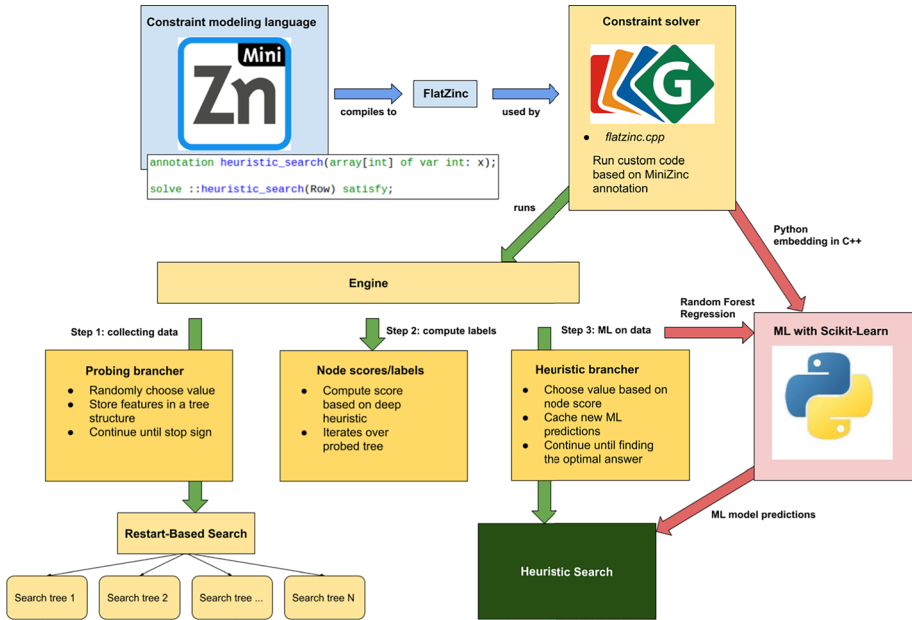 Constraint modeling language
Mini
Zn
annotation heuristic_search(array[int] of var int: x);
solve ::heuristic_search(Row) satisfy;
compiles to
FlatZinc
used by
Constraint solver
G
● flatzinc.cpp
Run custom code
based on MiniZinc
annotation
runs
Python
embedding in C++
Engine
Random Forest
Regression
Step 1: collecting data
Step 2: compute labels
Step 3: ML on data
ML with Scikit-Learn
Probing brancher
● Randomly choose value
● Store features in a tree
structure
● Continue until stop sign
Node scores/labels
● Compute score
based on deep
heuristic
● Iterates over
probed tree
Heuristic brancher
● Choose value based on
node score
● Cache new ML
predictions
● Continue until finding
the optimal answer
ML model predictions
Restart-Based Search
Heuristic Search
Search tree 1
Search tree 2
Search tree ...
Search tree N